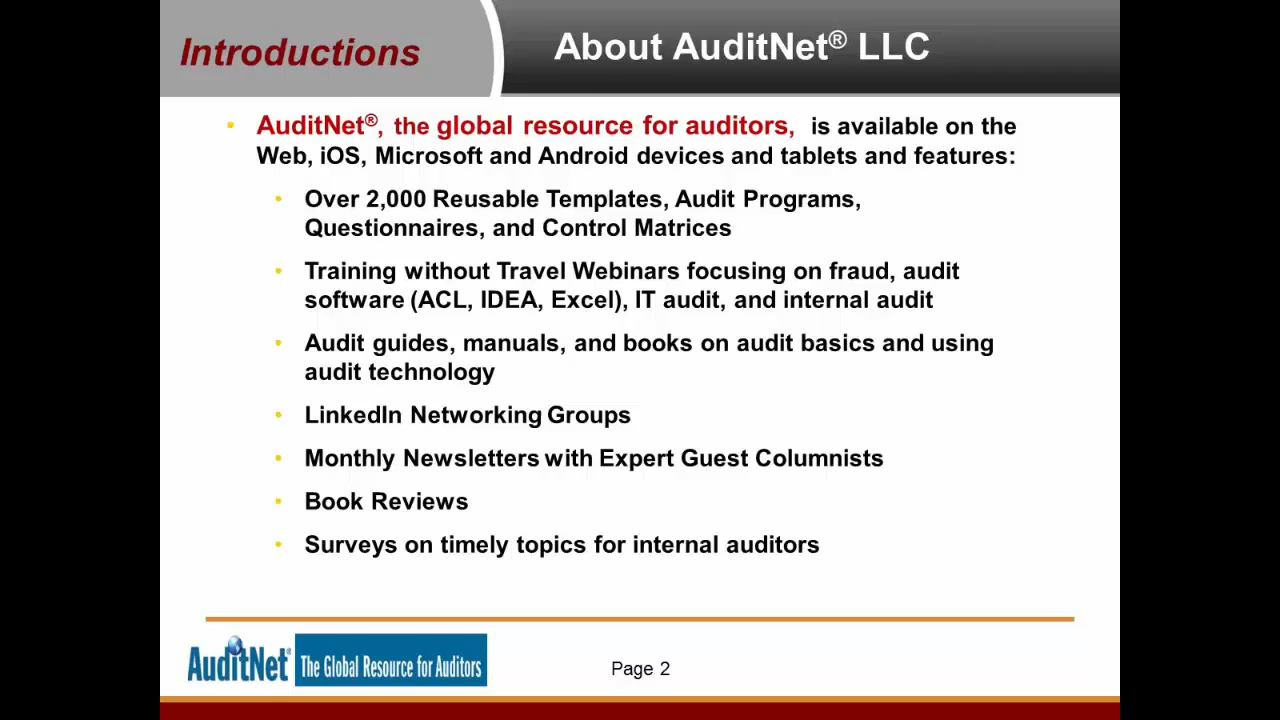 Introductions
About AuditNet® LLC
• AuditNet®, the global resource for auditors, is available on the
Web, iOS, Microsoft and Android devices and tablets and features:
• Over 2,000 Reusable Templates, Audit Programs,
Questionnaires, and Control Matrices
• Training without Travel Webinars focusing on fraud, audit
software (ACL, IDEA, Excel), IT audit, and internal audit
• Audit guides, manuals, and books on audit basics and using
audit technology
• LinkedIn Networking Groups
• Monthly Newsletters with Expert Guest Columnists
• Book Reviews
• Surveys on timely topics for internal auditors
AuditNet® The Global Resource for Auditors
Page 2